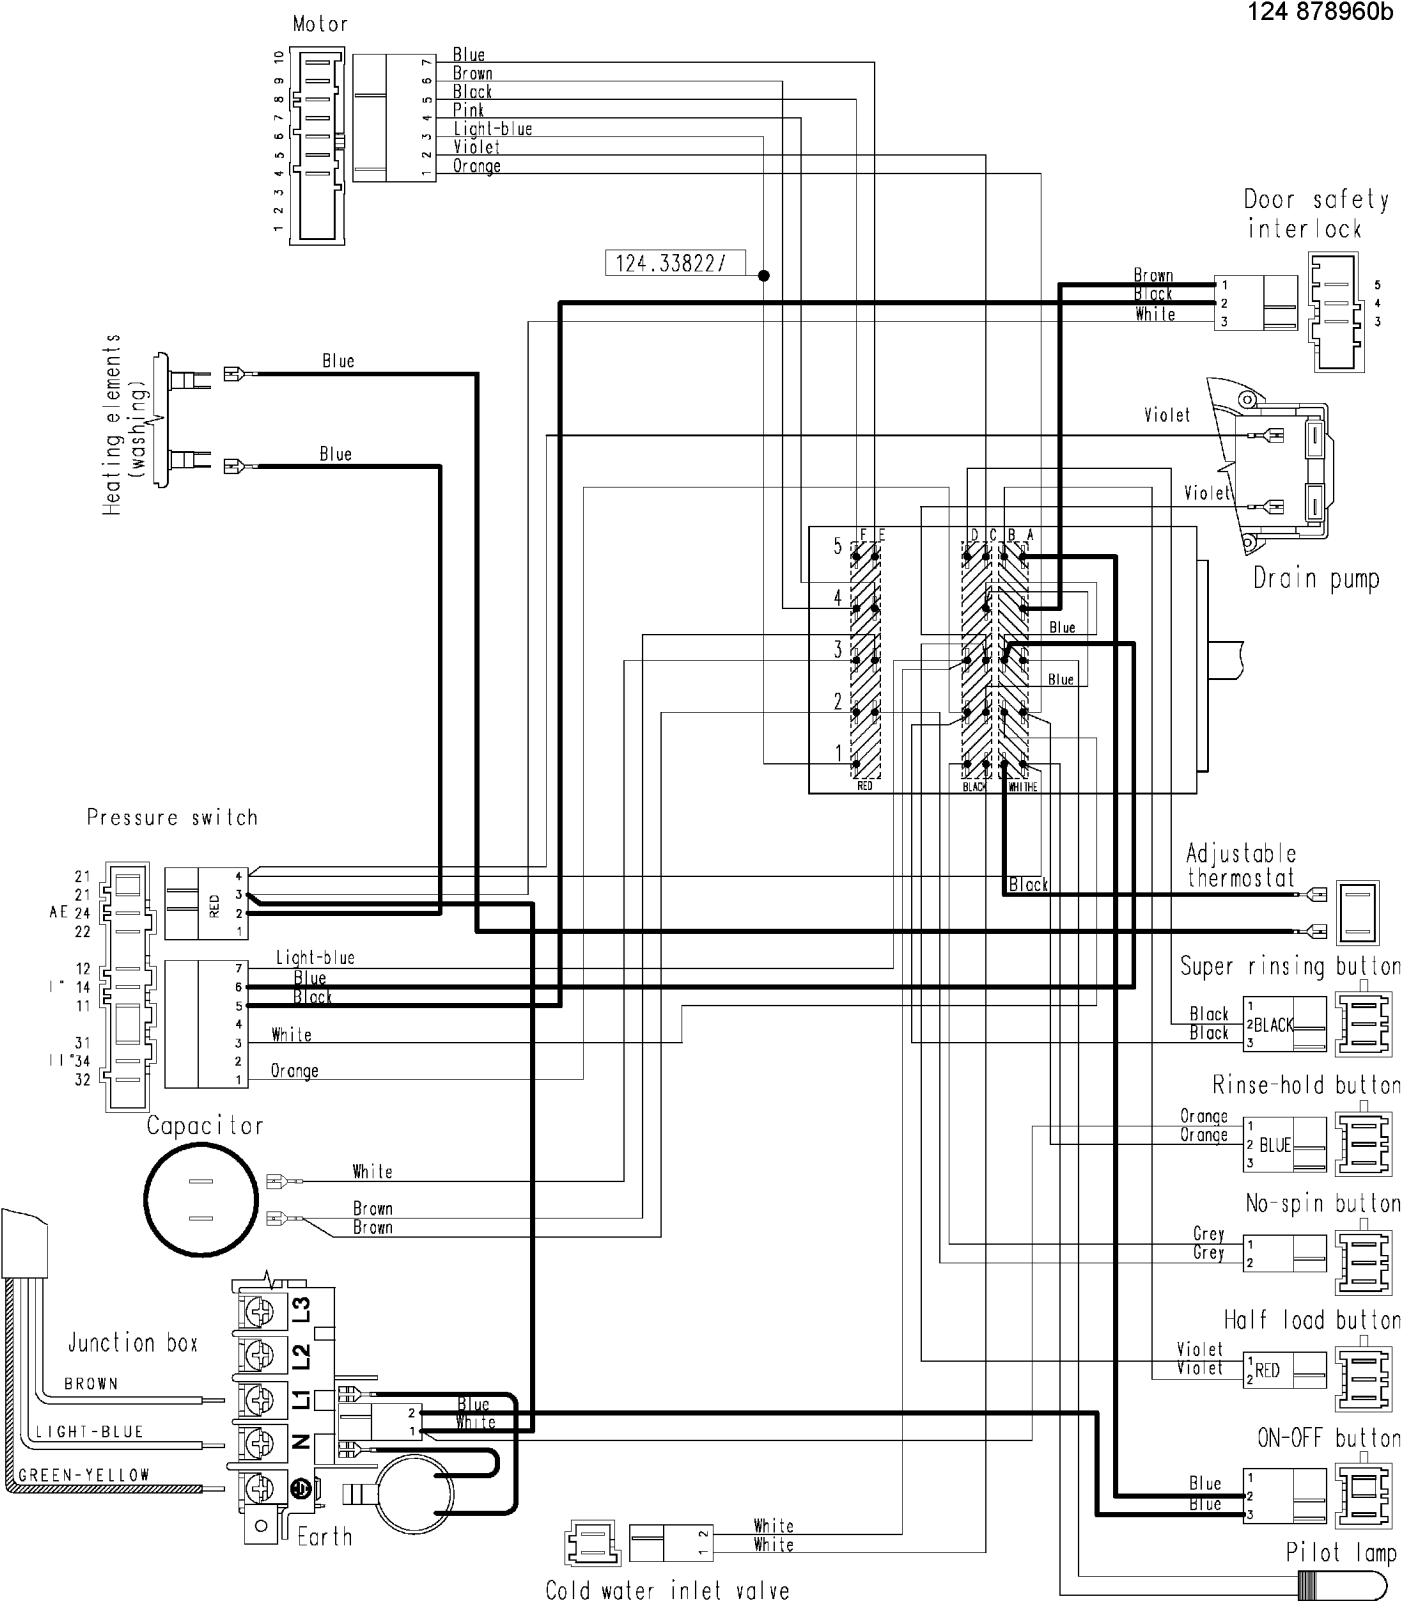 124 878960b
Motor
10
9
8
7
6
5
4
3
2
1
7
6
5
4
3
2
1
Blue
Brown
Black
Pink
Light-blue
Violet
Orange
124.33822/
Door safety
interlock
Brown
Black
White
1
2
3
5
4
3
Heating elements
(washing)
Blue
Blue
Violet
Violet
Drain pump
F E D C B A
5
4
3
2
1
Blue
Blue
RED
BLACK
WHITHE
Pressure switch
21
21
AE 24
22
12
I° 14
11
31
II°34
32
RED
4
3
2
1
7
6
5
4
3
2
1
Light-blue
Blue
Black
White
Orange
Black
Adjustable
thermostat
Super rinsing button
Black
Black
1
2 BLACK
3
Rinse-hold button
Orange
Orange
1
2 BLUE
3
No-spin button
Grey
Grey
1
2
Half load button
Violet
Violet
1 RED
2
ON-OFF button
Blue
Blue
1
2
3
Pilot lamp
Capacitor
White
Brown
Brown
Junction box
BROWN
LIGHT-BLUE
GREEN-YELLOW
L3
L2
L1
N
Earth
Blue
White
2
1
White
White
2
1
Cold water inlet valve